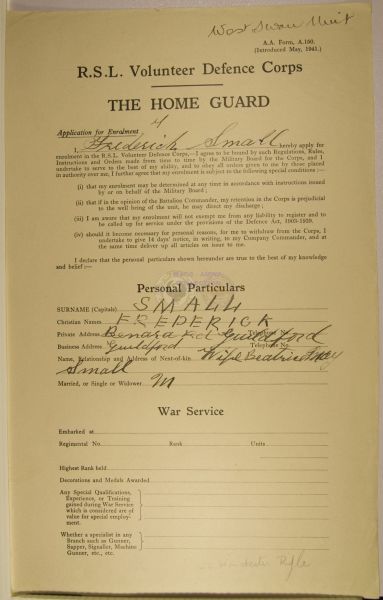 West Swan Unit
A.A. Form, A.160.
(Introduced May, 1941.)
R.S.L. Volunteer Defence Corps
THE HOME GUARD
Application for Enrolment
I, Frederick Small hereby apply for
enrolment in the R.S.L. Volunteer Defence Corps,—I agree to be bound by such Regulations, Rules,
Instructions and Orders made from time to time by the Military Board for the Corps, and I
undertake to serve to the best of my ability, and to obey all orders given to me by those placed
in authority over me, I further agree that my enrolment is subject to the following special conditions :—
(i) that my enrolment may be determined at any time in accordance with instructions issued
by or on behalf of the Military Board ;
(ii) that if in the opinion of the Battalion Commander, my retention in the Corps is prejudicial
to the well being of the unit, he may direct my discharge ;
(iii) I am aware that my enrolment will not exempt me from any liability to register and to
be called up for service under the provisions of the Defence Act, 1903-1939.
(iv) should it become necessary for personal reasons, for me to withdraw from the Corps, I
undertake to give 14 days' notice, in writing, to my Company Commander, and at
the same time deliver up all articles on issue to me.
I declare that the personal particulars shown hereunder are true to the best of my knowledge
and belief :—
Personal Particulars
SURNAME (Capitals) SMALL
Christian Names FREDERICK
Private Address Benara Rd Guildford Telephone No.
Business Address Guildford Telephone No.
Name, Relationship and Address of Next-of-kin Wife Beatrice
Small
Married, or Single or Widower M
War Service
Embarked at
Regimental No. Rank Units
Highest Rank held
Decorations and Medals Awarded
Any Special Qualifications,
Experience, or Training
gained during War Service
which is considered are of
value for special employ-
ment.
Whether a specialist in any
Branch such as Gunner,
Sapper, Signaller, Machine
Gunner, etc., etc.
Winchester Rifle